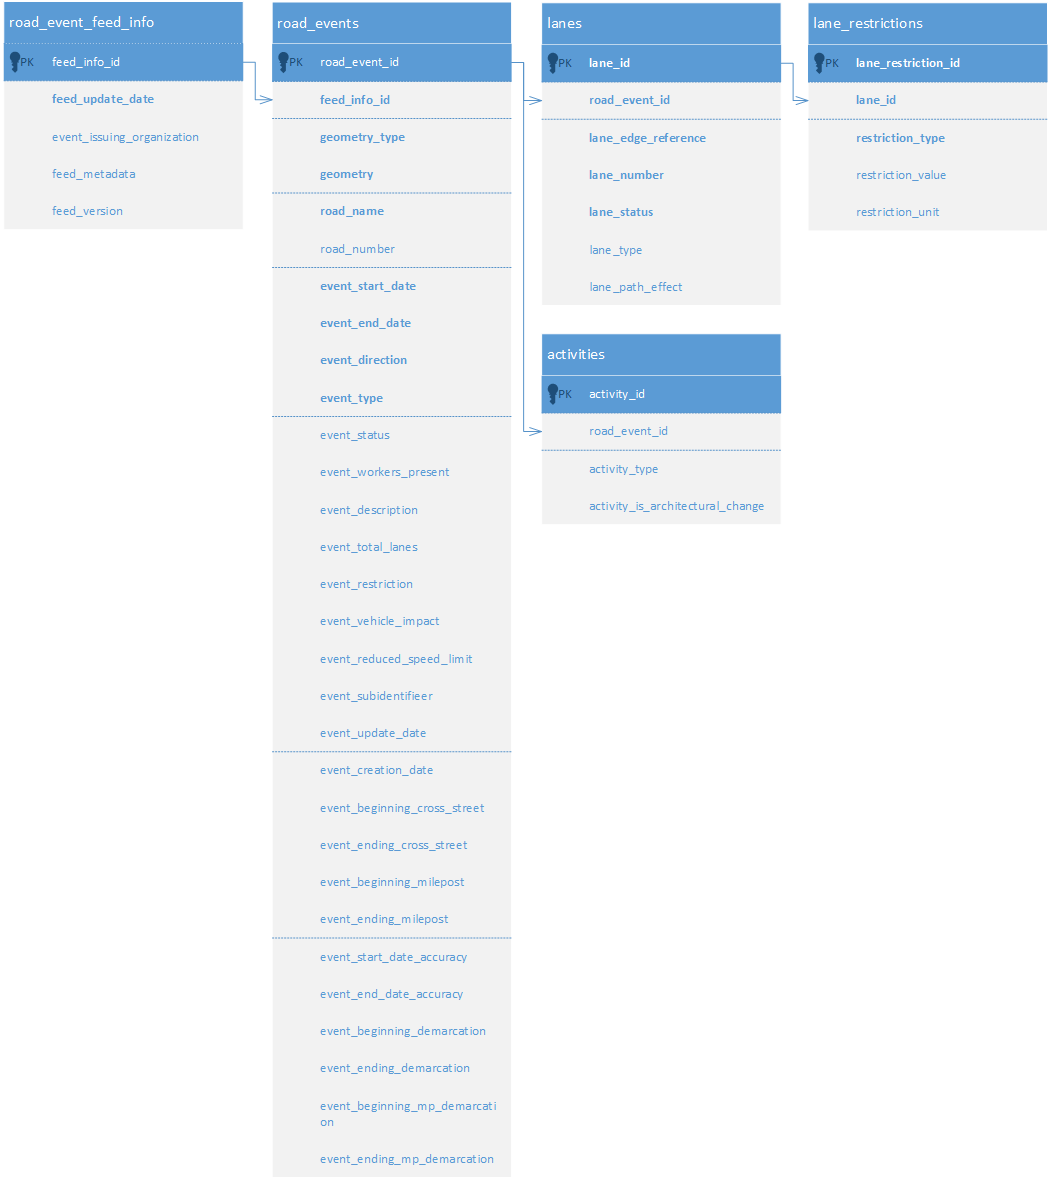 road_event_feed_info
PK feed_info_id
feed_update_date
event_issuing_organization
feed_metadata
feed_version
road_events
PK road_event_id
feed_info_id
geometry_type
geometry
road_name
road_number
event_start_date
event_end_date
event_direction
event_type
event_status
event_workers_present
event_description
event_total_lanes
event_restriction
event_vehicle_impact
event_reduced_speed_limit
event_subidentifieer
event_update_date
event_creation_date
event_beginning_cross_street
event_ending_cross_street
event_beginning_milepost
event_ending_milepost
event_start_date_accuracy
event_end_date_accuracy
event_beginning_demarcation
event_ending_demarcation
event_beginning_mp_demarcati
on
event_ending_mp_demarcation
lanes
PK lane_id
road_event_id
lane_edge_reference
lane_number
lane_status
lane_type
lane_path_effect
activities
PK activity_id
road_event_id
activity_type
activity_is_architectural_change
lane_restrictions
PK lane_restriction_id
lane_id
restriction_type
restriction_value
restriction_unit